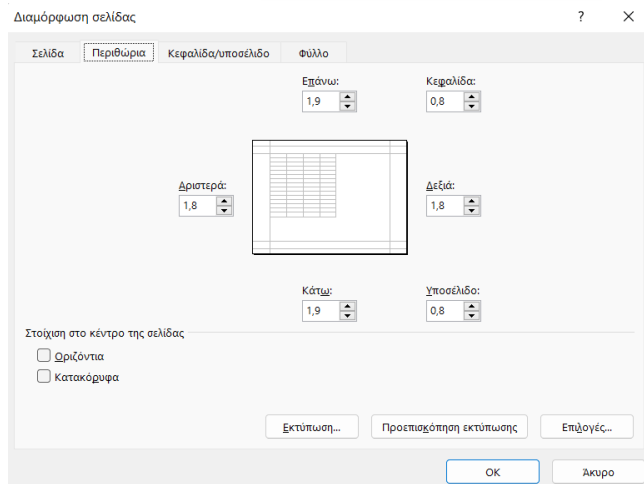 Διαμόρφωση σελίδας ? ×
Σελίδα Περιθώρια Κεφαλίδα/υποσέλιδο Φύλλο
Επάνω: Κεφαλίδα:
1,9 0,8
Αριστερά: Δεξιά:
1,8 1,8
Κάτω: Υποσέλιδο:
1,9 0,8
Στοίχιση στο κέντρο της σελίδας
Οριζόντια
Κατακόρυφα
Εκτύπωση... Προεπισκόπηση εκτύπωσης Επιλογές...
OK Άκυρο